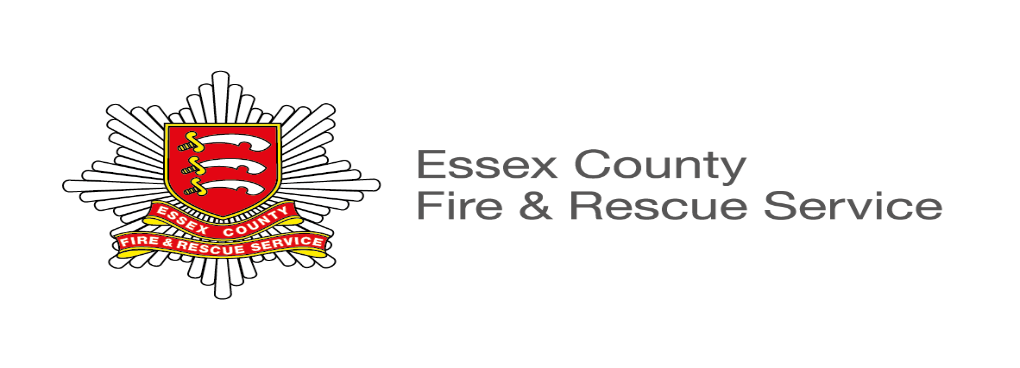 ESSEX COUNTY
FIRE & RESCUE SERVICE
Essex County
Fire & Rescue Service